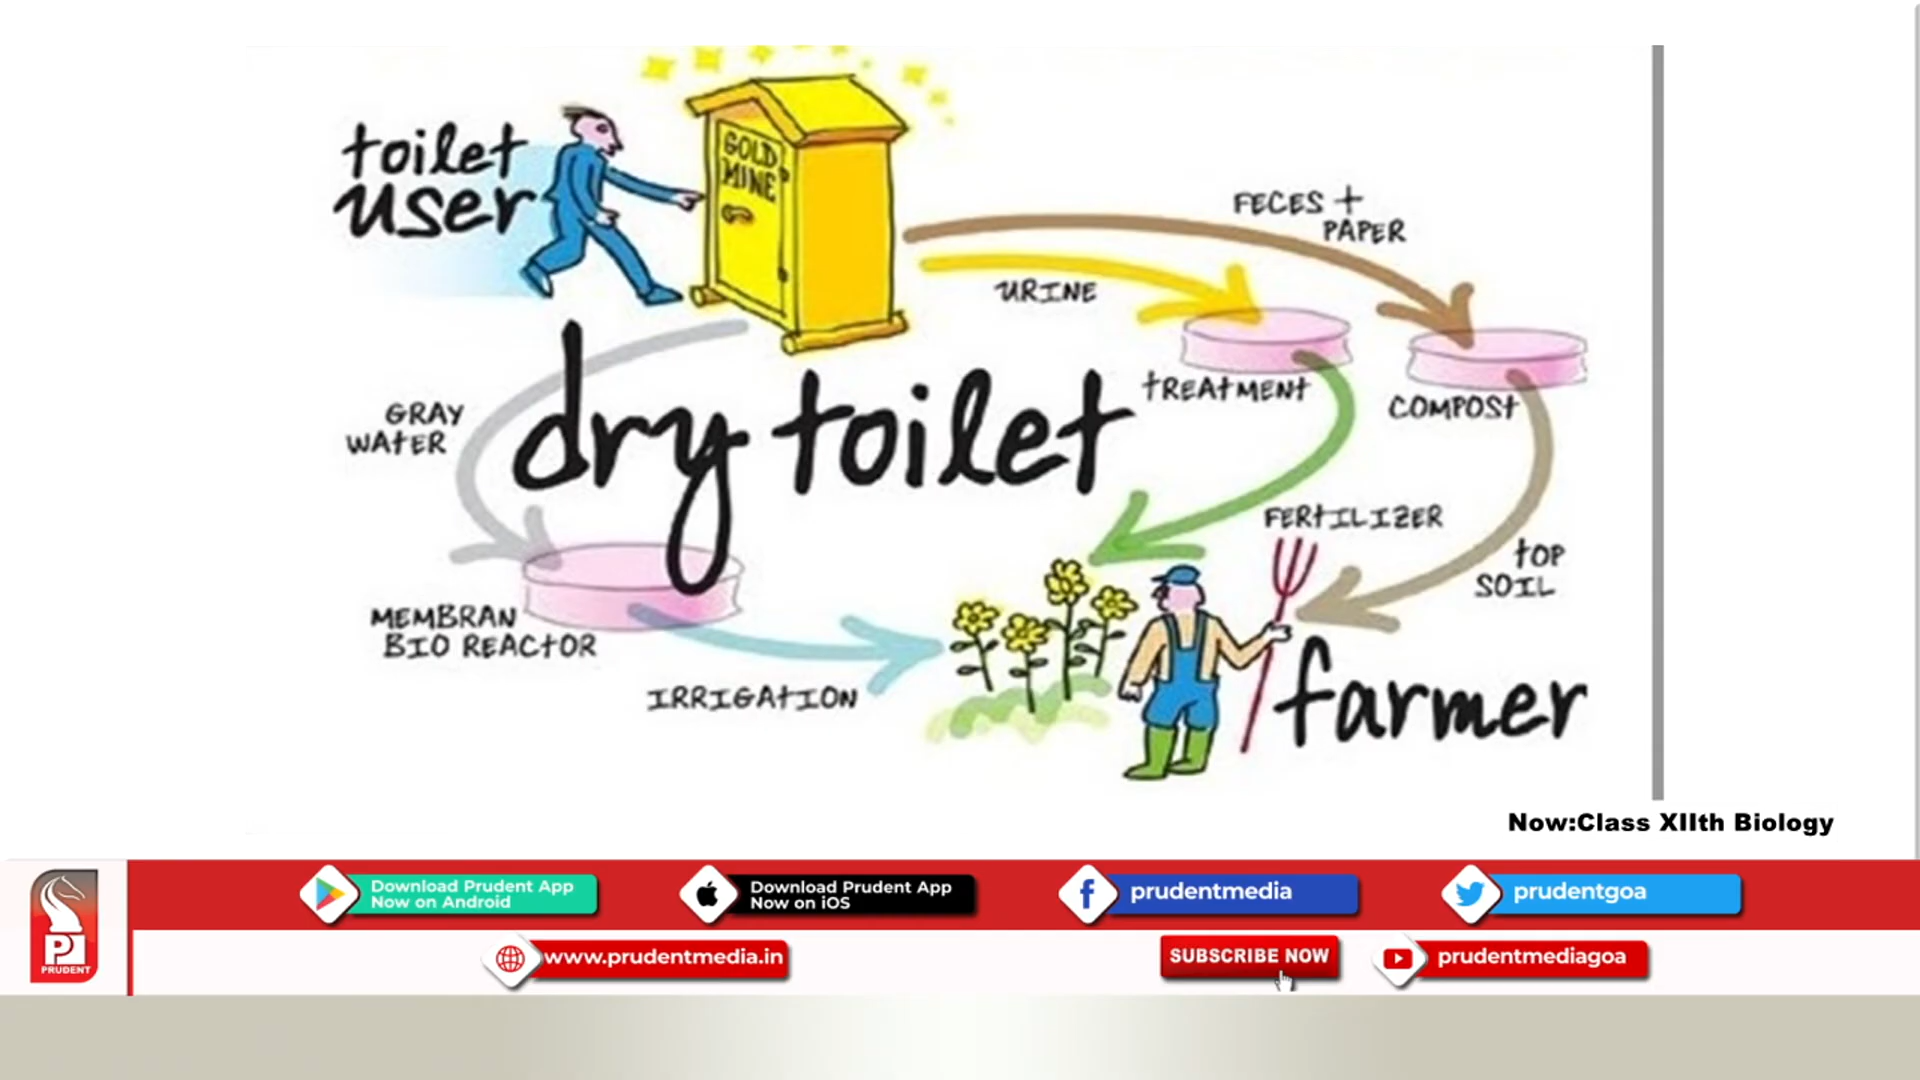 toilet
user
GOLD
MINE
FECES +
PAPER
URINE
TREATMENT
COMPOST
GRAY
WATER
dry toilet
FERTILIZER
TOP
SOIL
MEMBRAN
BIO REACTOR
IRRIGATION
farmer
Now:Class XIIth Biology
Download Prudent App
Now on Android
Download Prudent App
Now on iOS
prudentmedia
prudentgoa
PRUDENT
www.prudentmedia.in
SUBSCRIBE NOW
prudentmediagoa